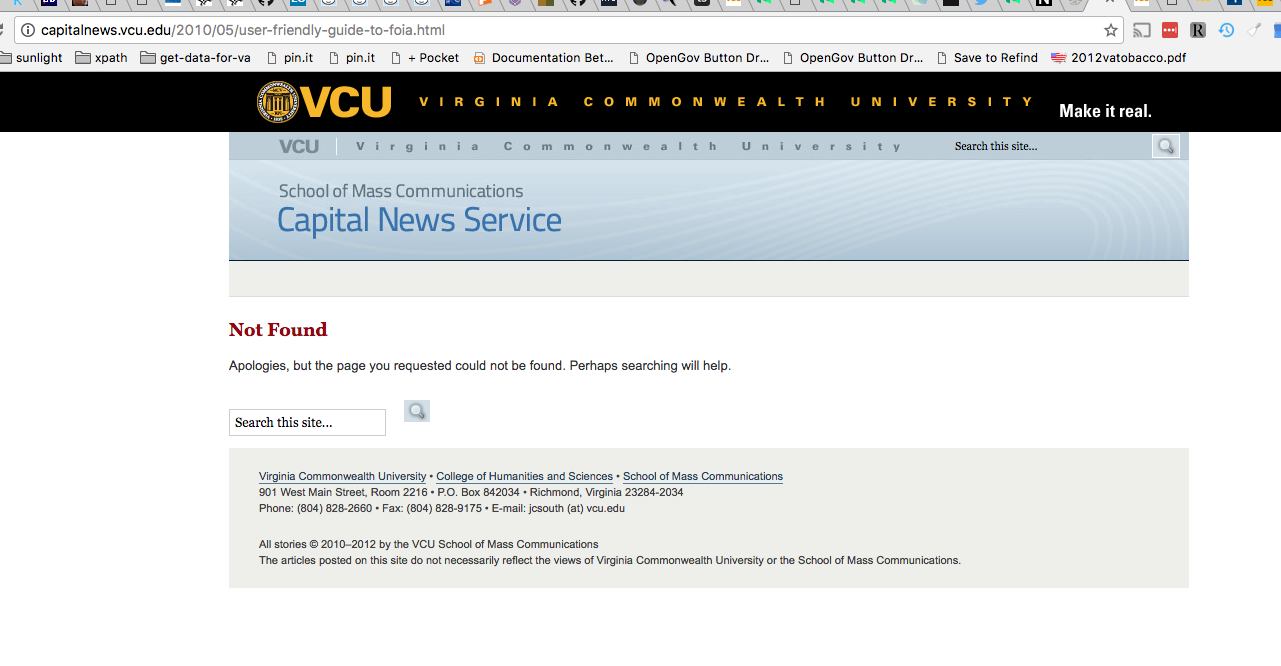 capitalnews.vcu.edu/2010/05/user-friendly-guide-to-foia.html
sunlight xpath get-data-for-va pin.it pin.it + Pocket Documentation Bet... OpenGov Button Dr... OpenGov Button Dr... Save to Refind 2012vatobacco.pdf
VCU VIRGINIA COMMONWEALTH UNIVERSITY Make it real.
VCU Virginia Commonwealth University Search this site...
School of Mass Communications
Capital News Service
Not Found
Apologies, but the page you requested could not be found. Perhaps searching will help.
Search this site...
Virginia Commonwealth University • College of Humanities and Sciences • School of Mass Communications
901 West Main Street, Room 2216 • P.O. Box 842034 • Richmond, Virginia 23284-2034
Phone: (804) 828-2660 • Fax: (804) 828-9175 • E-mail: jcsouth (at) vcu.edu
All stories © 2010–2012 by the VCU School of Mass Communications
The articles posted on this site do not necessarily reflect the views of Virginia Commonwealth University or the School of Mass Communications.